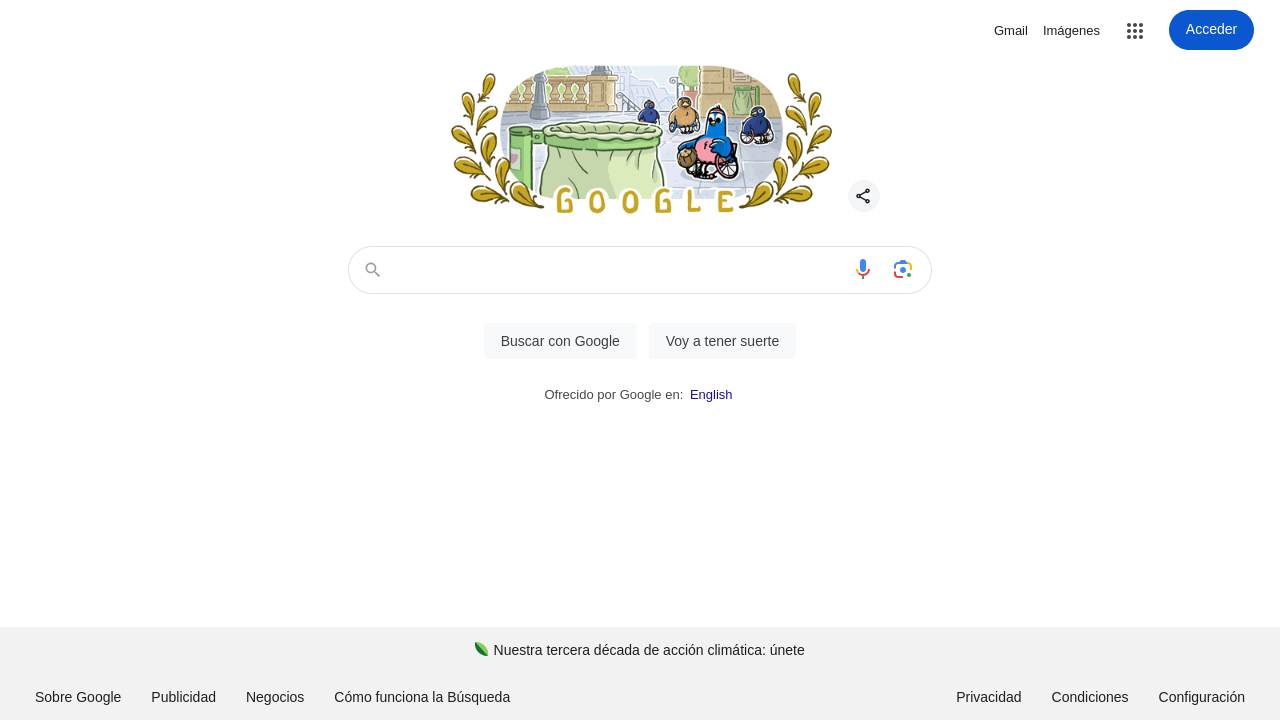 Gmail Imágenes Acceder
GOOGLE
Buscar con Google Voy a tener suerte
Ofrecido por Google en: English
Nuestra tercera década de acción climática: únete
Sobre Google Publicidad Negocios Cómo funciona la Búsqueda Privacidad Condiciones Configuración